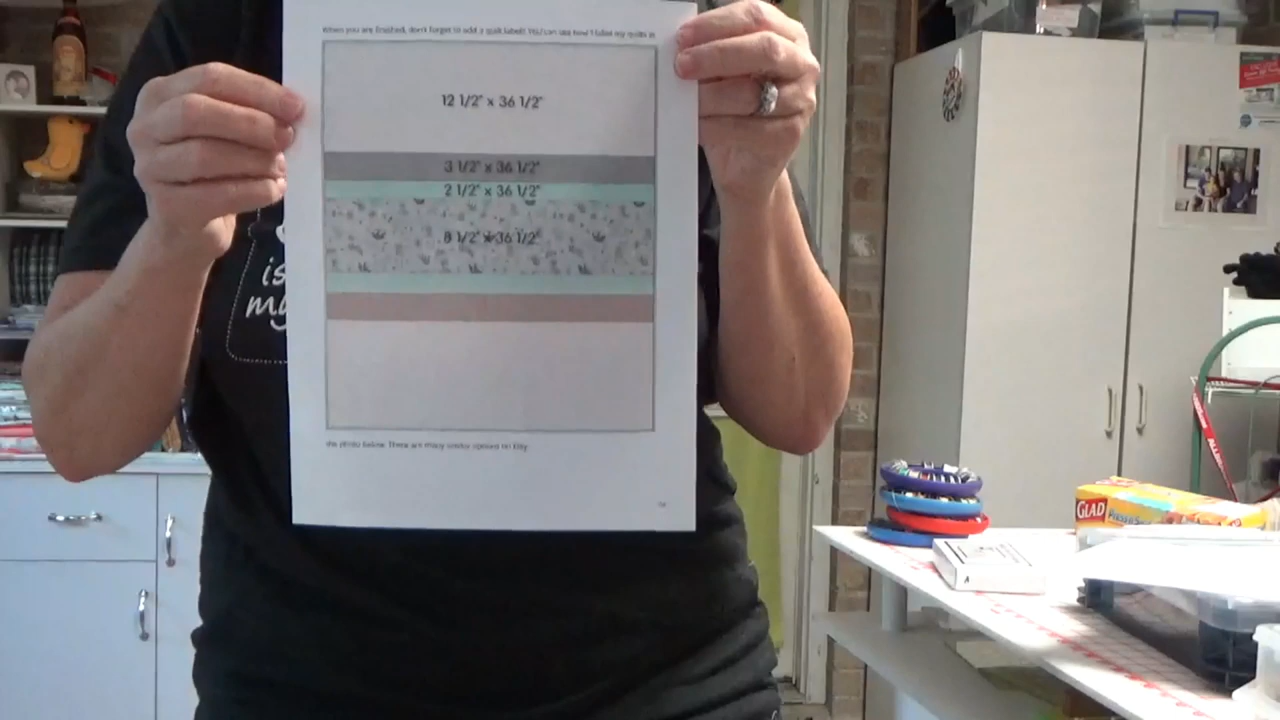 When you are finished, don't forget to add a quilt label! You can see how I label my quilts in
12 1/2" x 36 1/2"
3 1/2" x 36 1/2"
2 1/2" x 36 1/2"
8 1/2" x 36 1/2"
the photo below. There are many vendor options on Etsy.
is
my
GLAD